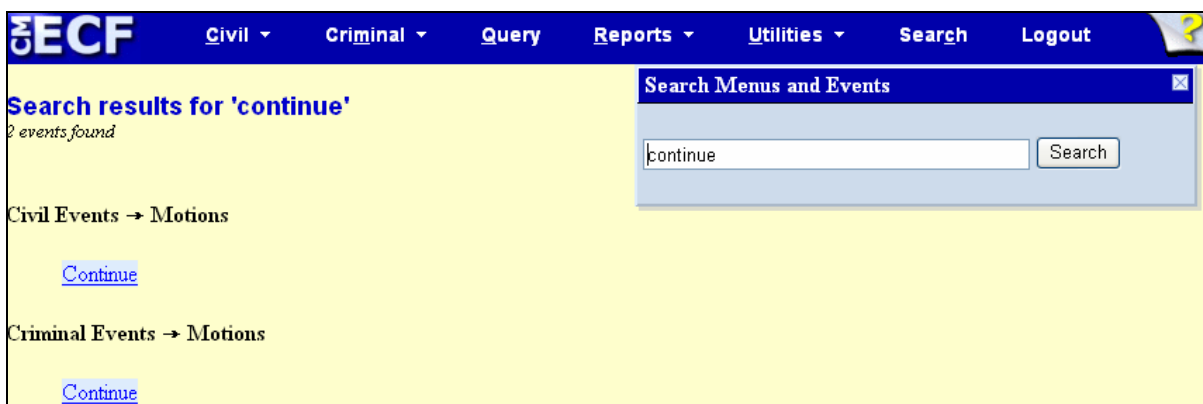 CM ECF Civil Criminal Query Reports Utilities Search Logout ?
Search Menus and Events
Search results for 'continue'
2 events found
continue Search
Civil Events → Motions
Continue
Criminal Events → Motions
Continue